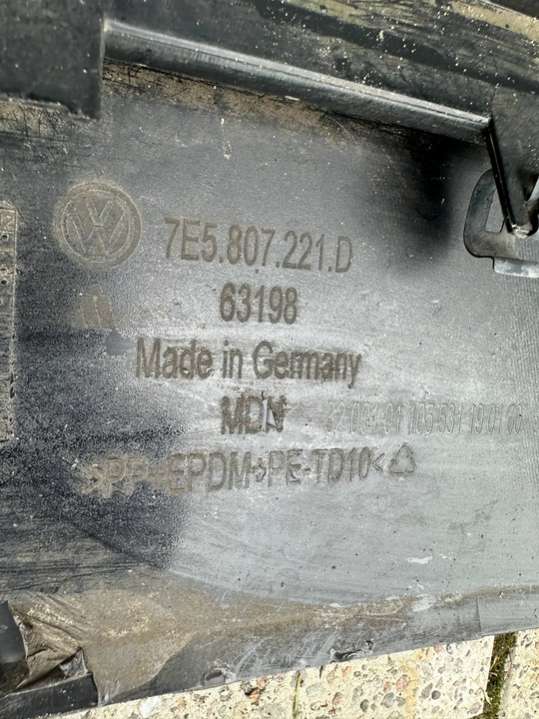 7E5.807.221.D
63198
Made in Germany
MDN
>PP+EPDM+PE-TD10<